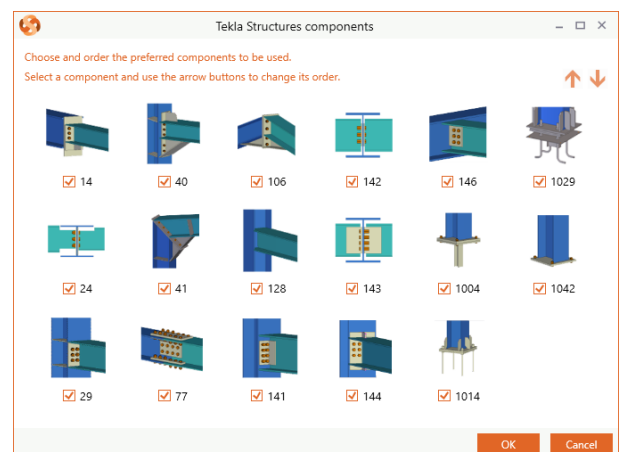 Tekla Structures components
Choose and order the preferred components to be used.
Select a component and use the arrow buttons to change its order.
14 40 106 142 146 1029
24 41 128 143 1004 1042
29 77 141 144 1014
OK Cancel